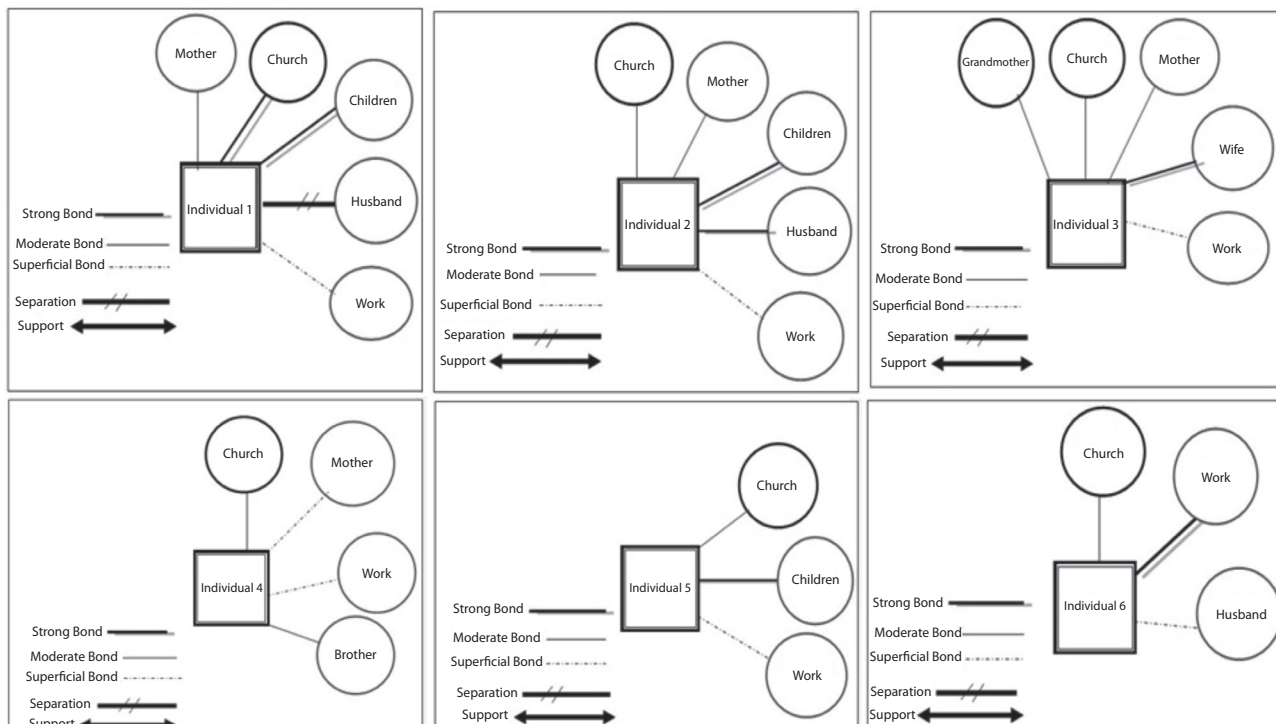 Mother
Church
Children
Individual 1
Husband
Work
Strong Bond
Moderate Bond
Superficial Bond
Separation
Support
Church
Mother
Children
Individual 2
Husband
Work
Strong Bond
Moderate Bond
Superficial Bond
Separation
Support
Grandmother
Church
Mother
Wife
Individual 3
Work
Strong Bond
Moderate Bond
Superficial Bond
Separation
Support
Church
Mother
Individual 4
Work
Brother
Strong Bond
Moderate Bond
Superficial Bond
Separation
Support
Church
Individual 5
Children
Work
Strong Bond
Moderate Bond
Superficial Bond
Separation
Support
Church
Work
Individual 6
Husband
Strong Bond
Moderate Bond
Superficial Bond
Separation
Support